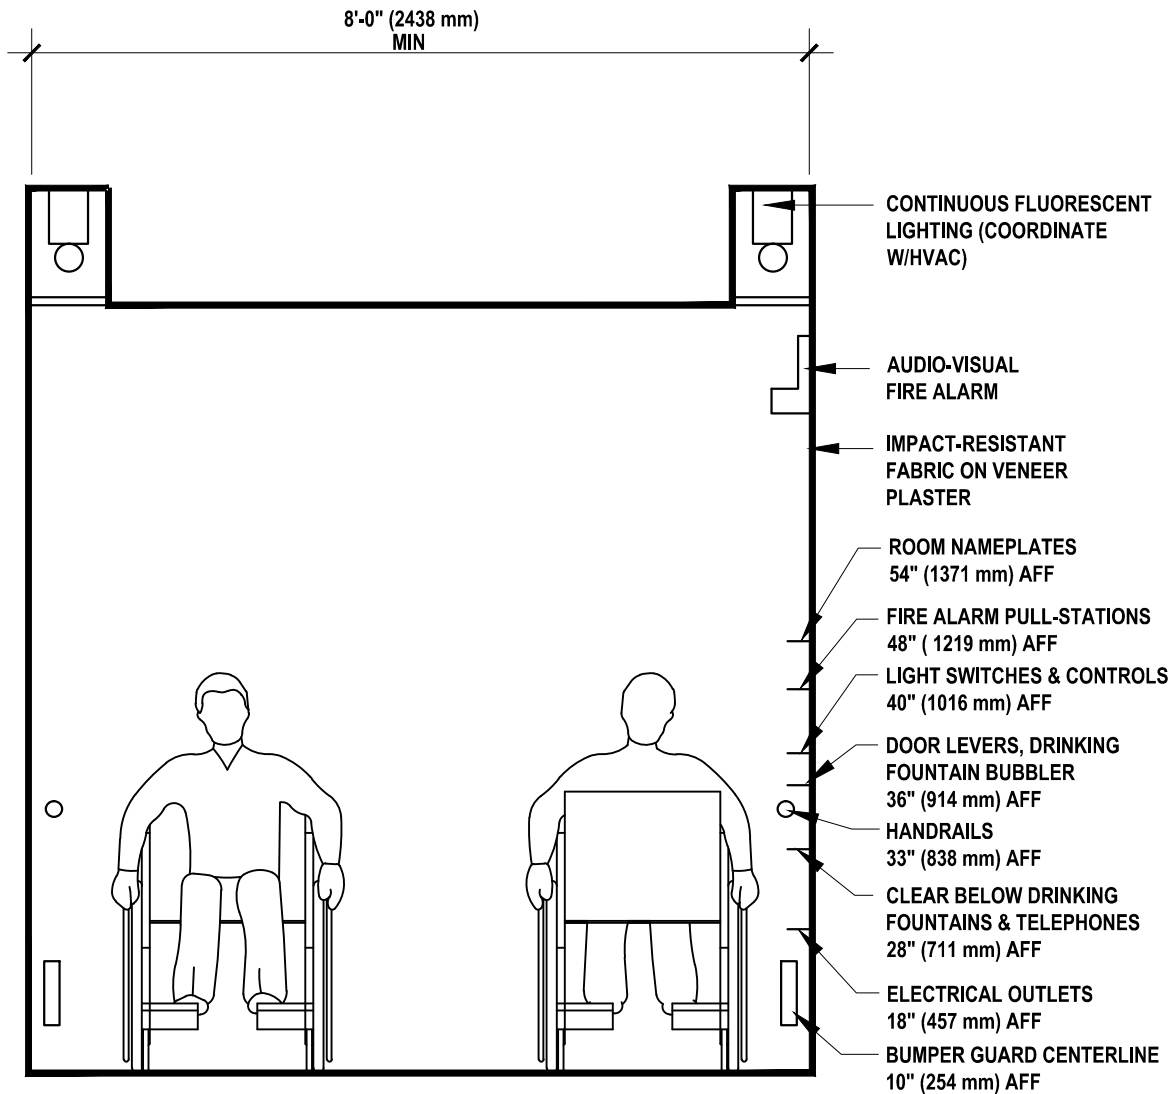 8'-0" (2438 mm)
MIN
CONTINUOUS FLUORESCENT
LIGHTING (COORDINATE
W/HVAC)
AUDIO-VISUAL
FIRE ALARM
IMPACT-RESISTANT
FABRIC ON VENEER
PLASTER
ROOM NAMEPLATES
54" (1371 mm) AFF
FIRE ALARM PULL-STATIONS
48" ( 1219 mm) AFF
LIGHT SWITCHES & CONTROLS
40" (1016 mm) AFF
DOOR LEVERS, DRINKING
FOUNTAIN BUBBLER
36" (914 mm) AFF
HANDRAILS
33" (838 mm) AFF
CLEAR BELOW DRINKING
FOUNTAINS & TELEPHONES
28" (711 mm) AFF
ELECTRICAL OUTLETS
18" (457 mm) AFF
BUMPER GUARD CENTERLINE
10" (254 mm) AFF